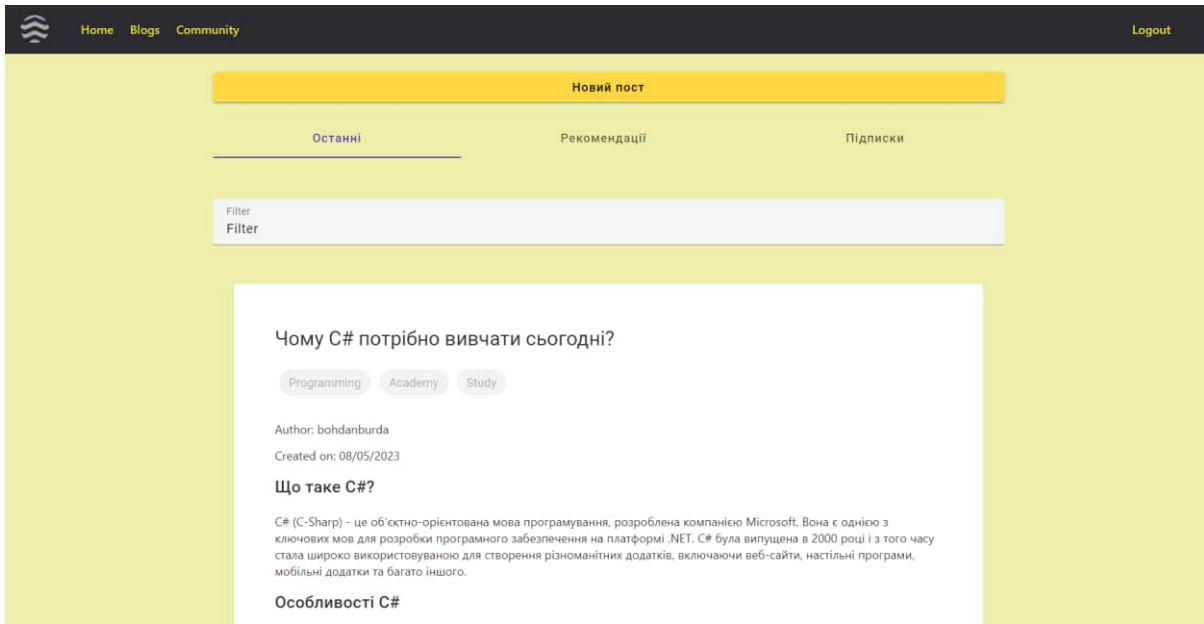 Home Blogs Community Logout
Новий пост
Останні Рекомендації Підписки
Filter
Filter
Чому C# потрібно вивчати сьогодні?
Programming Academy Study
Author: bohdanburda
Created on: 08/05/2023
Що таке C#?
C# (C-Sharp) - це об'єктно-орієнтована мова програмування, розроблена компанією Microsoft. Вона є однією з
ключових мов для розробки програмного забезпечення на платформі .NET. C# була випущена в 2000 році і з того часу
стала широко використовуваною для створення різноманітних додатків, включаючи веб-сайти, настільні програми,
мобільні додатки та багато іншого.
Особливості C#